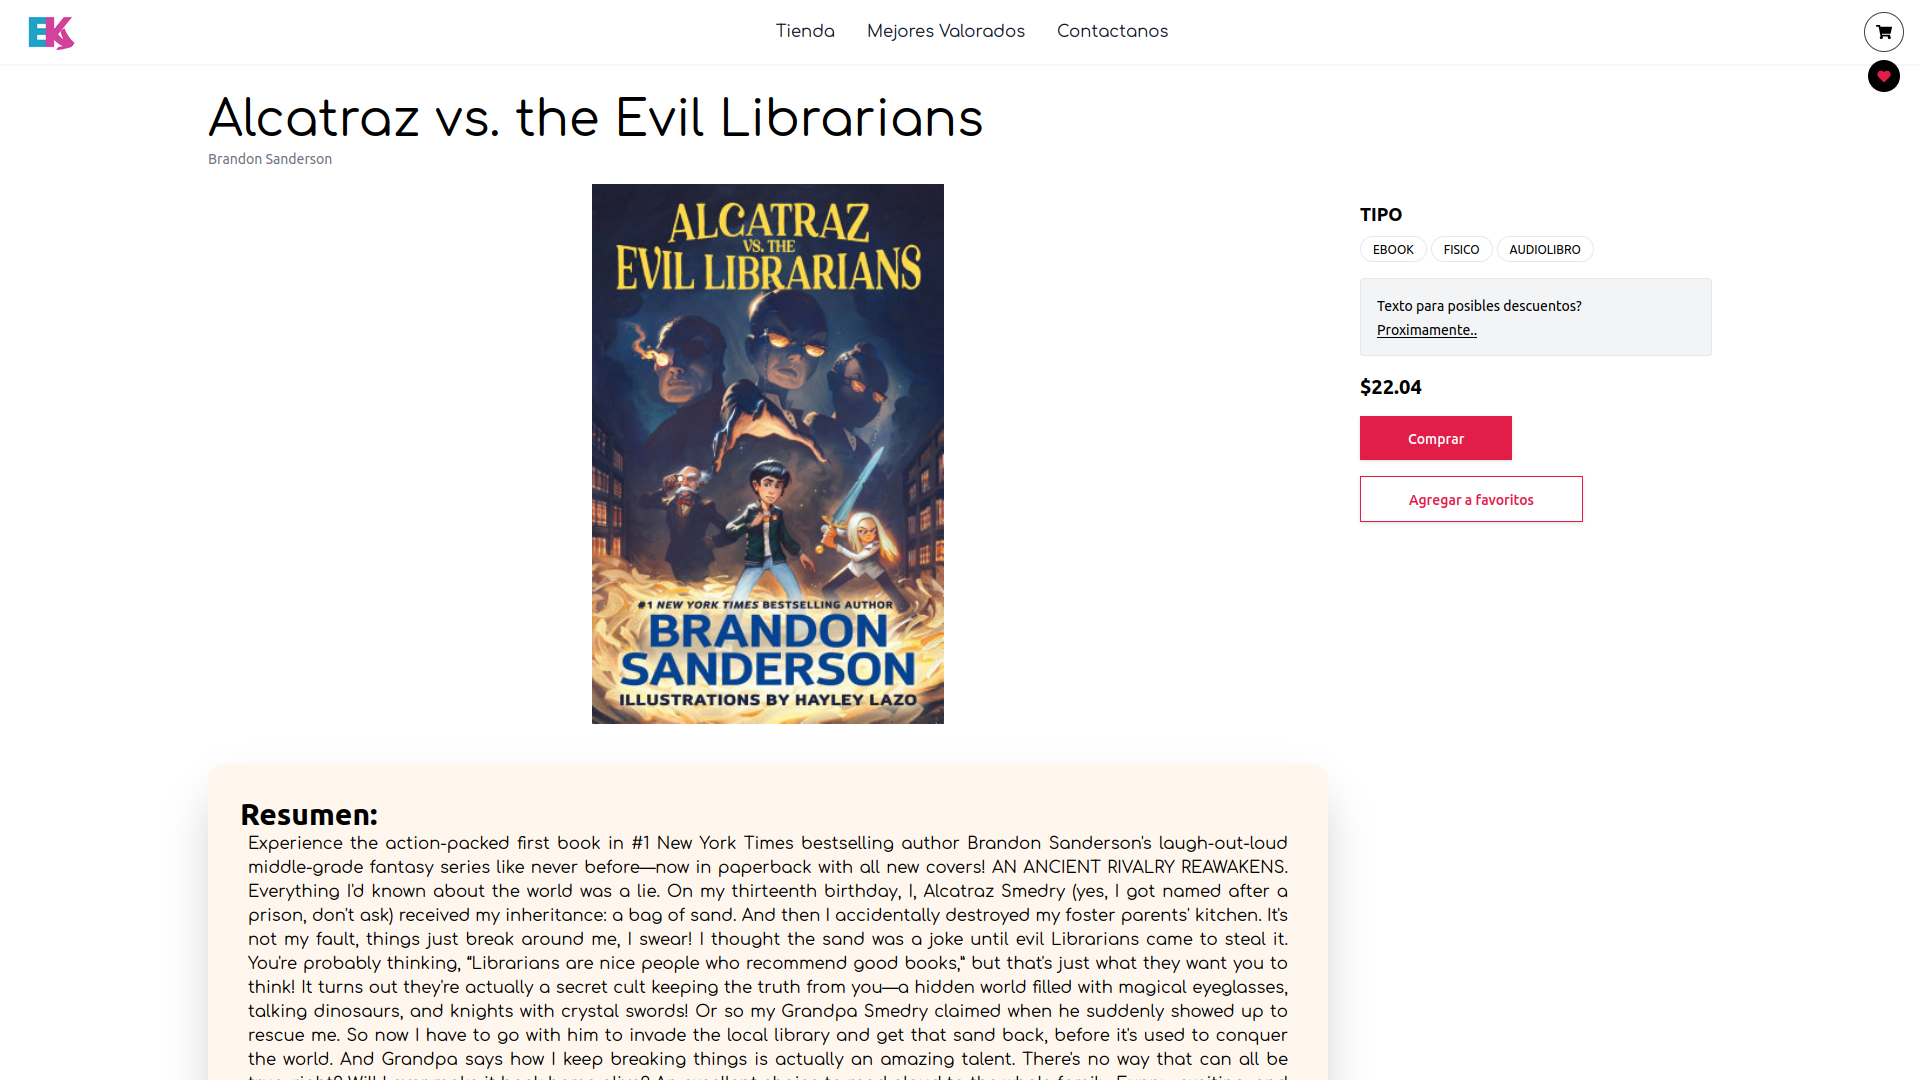 EK
Tienda
Mejores Valorados
Contactanos
Alcatraz vs. the Evil Librarians
Brandon Sanderson
ALCATRAZ
VS. THE
EVIL LIBRARIANS
#1 NEW YORK TIMES BESTSELLING AUTHOR
BRANDON
SANDERSON
ILLUSTRATIONS BY HAYLEY LAZO
TIPO
EBOOK
FISICO
AUDIOLIBRO
Texto para posibles descuentos?
Proximamente..
$22.04
Comprar
Agregar a favoritos
Resumen:
Experience the action-packed first book in #1 New York Times bestselling author Brandon Sanderson's laugh-out-loud
middle-grade fantasy series like never before—now in paperback with all new covers! AN ANCIENT RIVALRY REAWAKENS.
Everything I'd known about the world was a lie. On my thirteenth birthday, I, Alcatraz Smedry (yes, I got named after a
prison, don't ask) received my inheritance: a bag of sand. And then I accidentally destroyed my foster parents' kitchen. It's
not my fault, things just break around me, I swear! I thought the sand was a joke until evil Librarians came to steal it.
You're probably thinking, “Librarians are nice people who recommend good books,” but that's just what they want you to
think! It turns out they're actually a secret cult keeping the truth from you—a hidden world filled with magical eyeglasses,
talking dinosaurs, and knights with crystal swords! Or so my Grandpa Smedry claimed when he suddenly showed up to
rescue me. So now I have to go with him to invade the local library and get that sand back, before it's used to conquer
the world. And Grandpa says how I keep breaking things is actually an amazing talent. There's no way that can all be